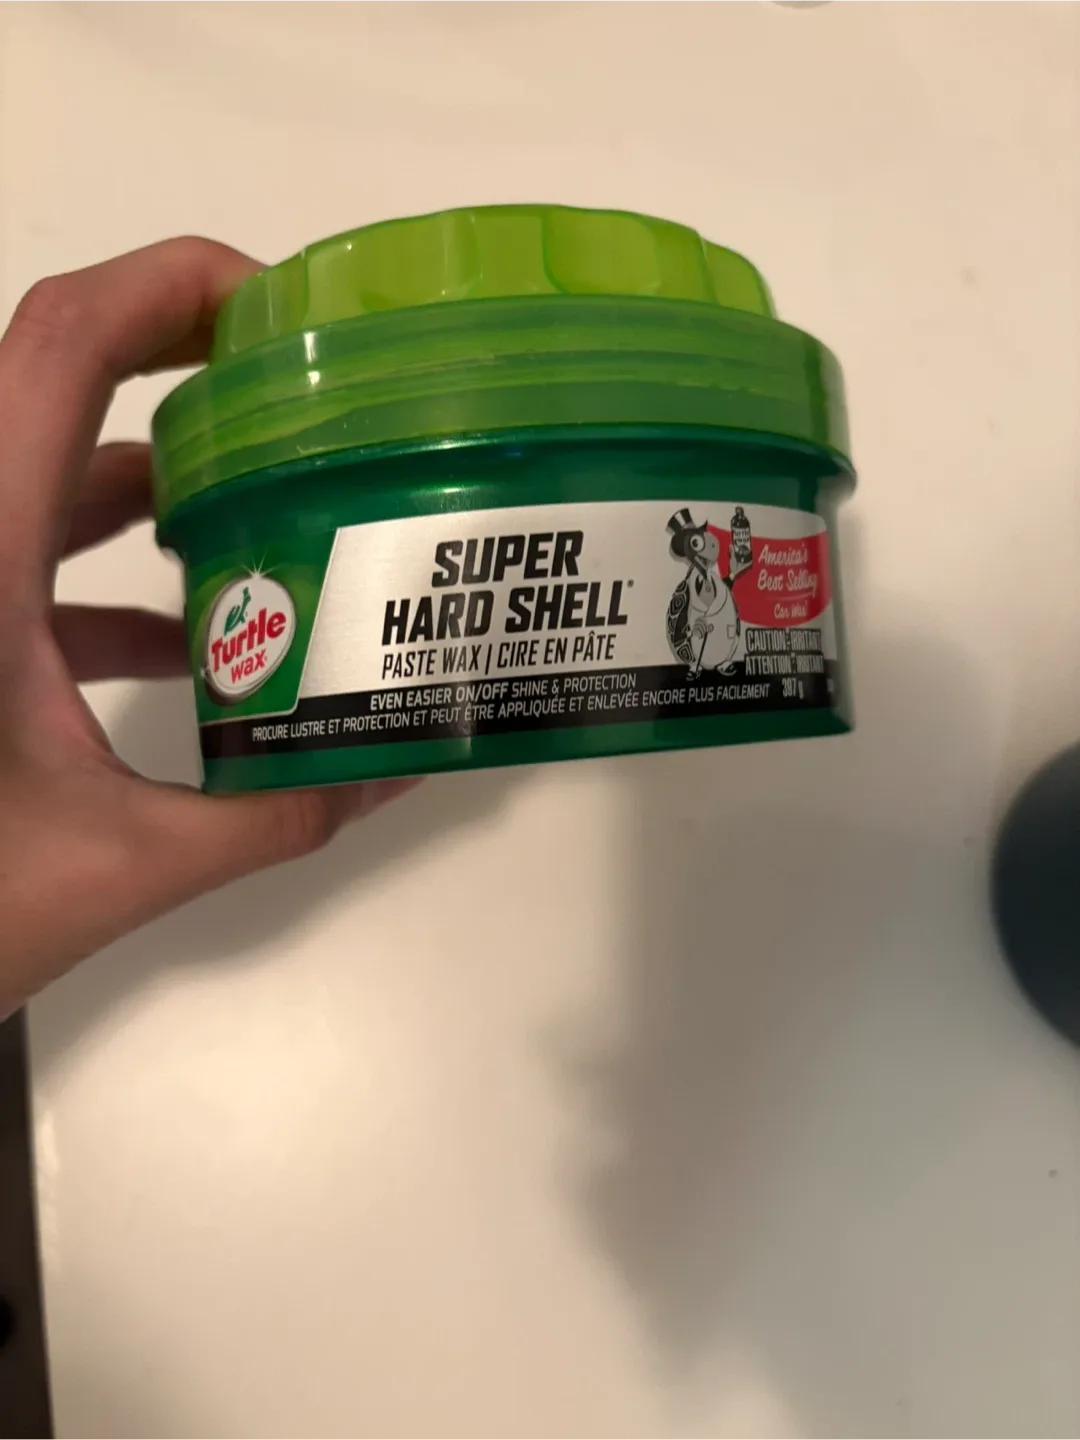 Turtle
wax
SUPER
HARD SHELL®
PASTE WAX | CIRE EN PÂTE
EVEN EASIER ON/OFF SHINE & PROTECTION
PROCURE LUSTRE ET PROTECTION ET PEUT ÊTRE APPLIQUÉE ET ENLEVÉE ENCORE PLUS FACILEMENT
America's
Best Selling
Car Wax!
CAUTION: IRRITANT
ATTENTION: IRRITANT
397 g